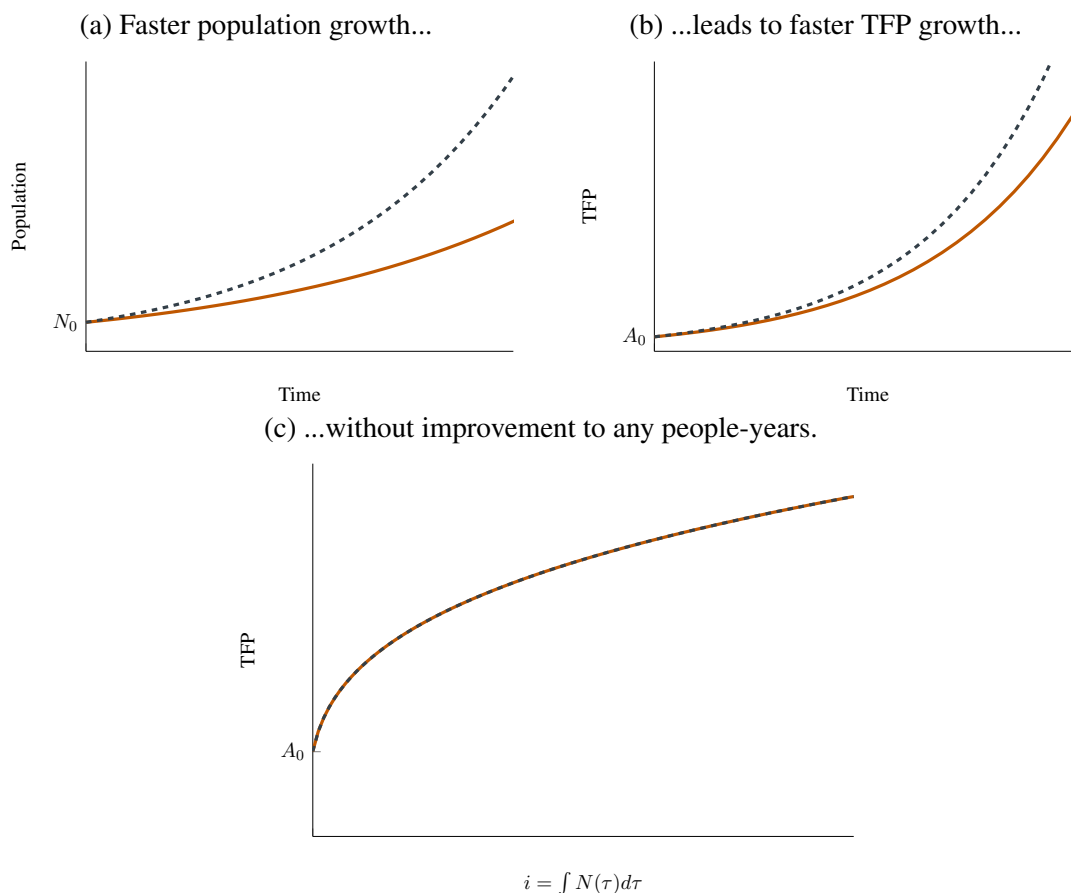 (a) Faster population growth...
Population
N₀
Time
(b) ...leads to faster TFP growth...
TFP
A₀
Time
(c) ...without improvement to any people-years.
TFP
A₀
i = ∫ N(τ)dτ